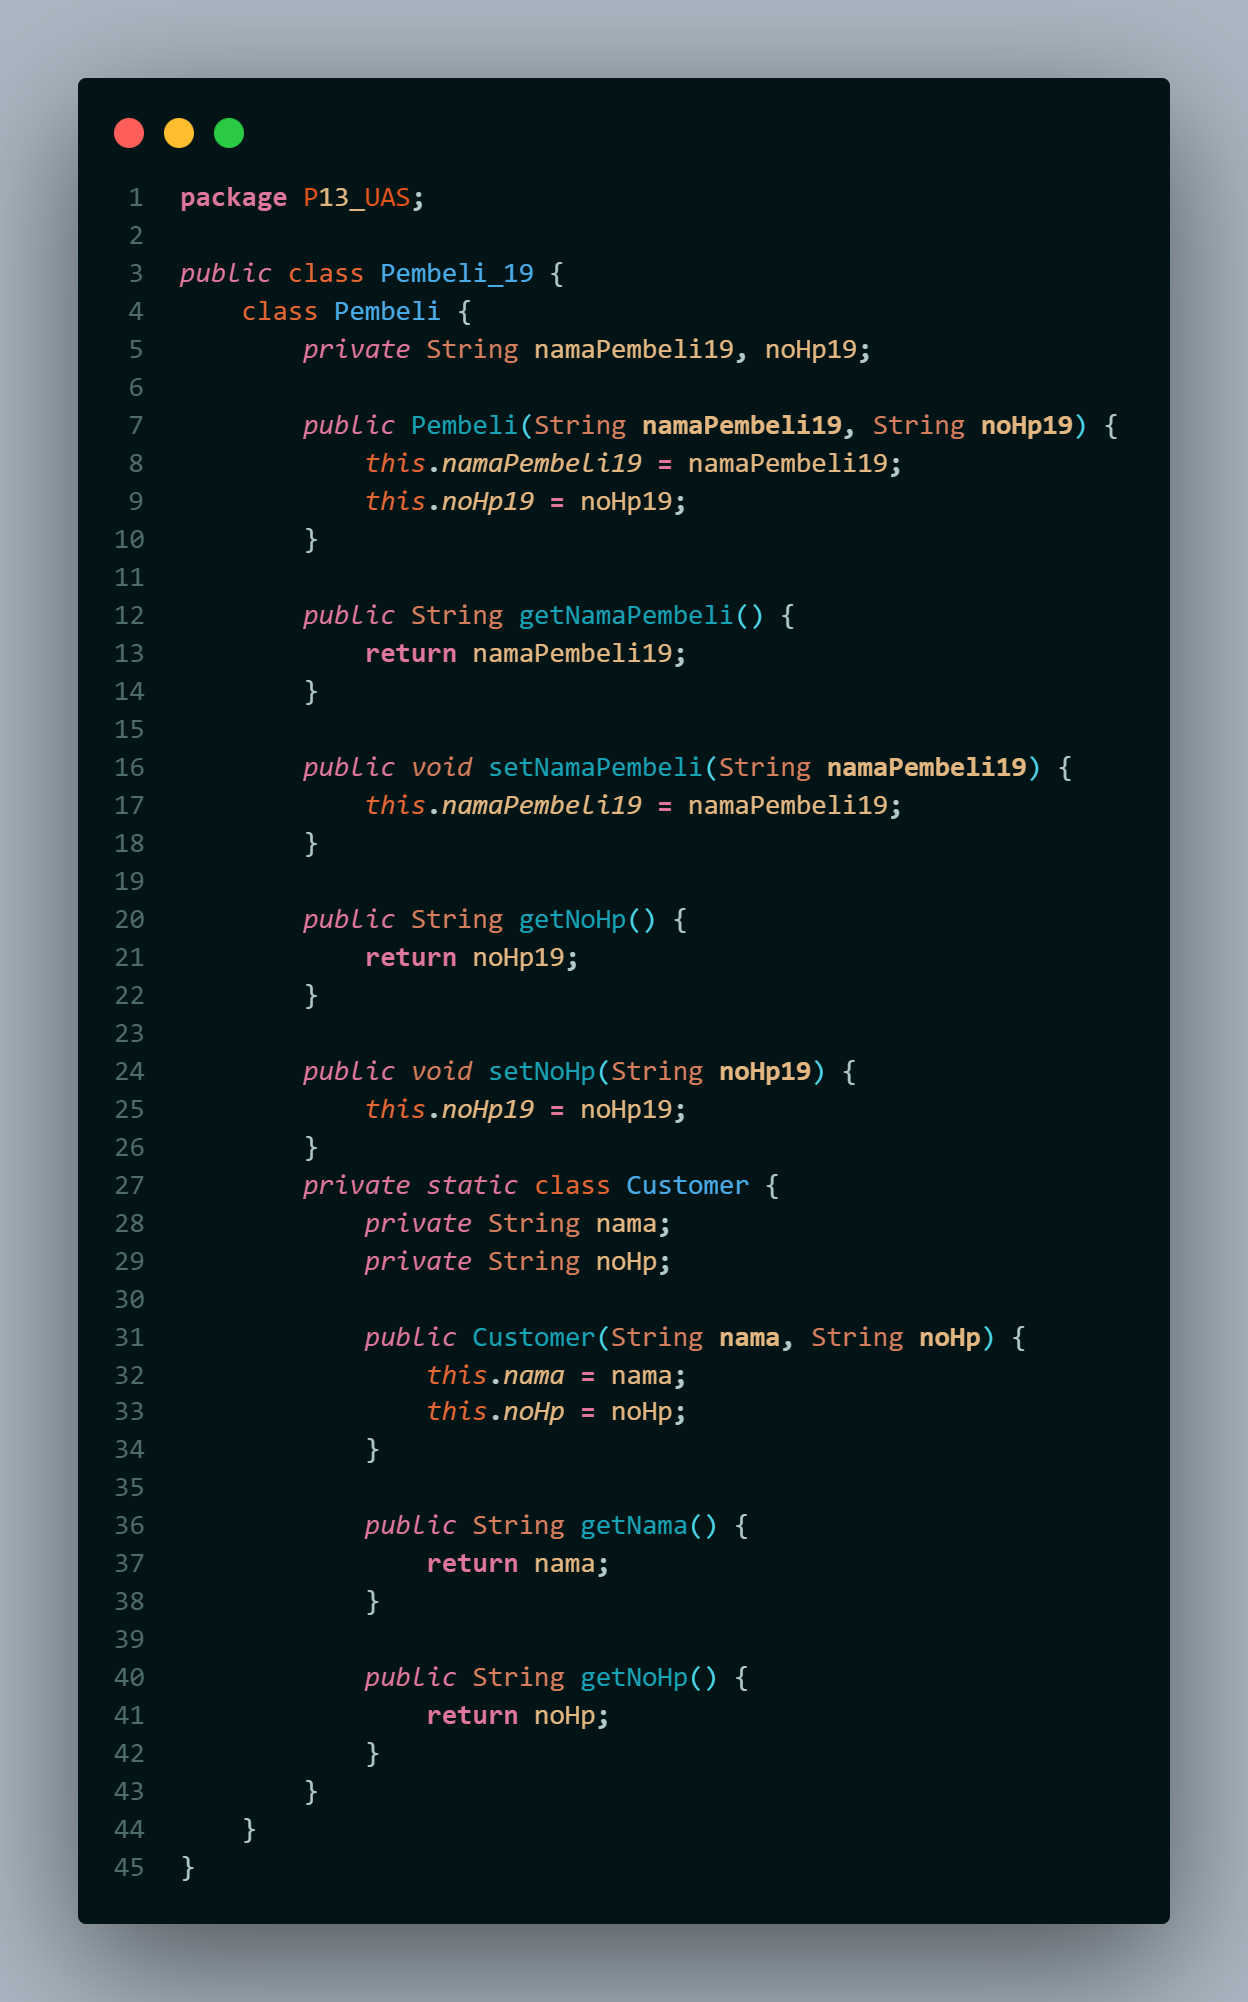 1 package P13_UAS;
2
3 public class Pembeli_19 {
4     class Pembeli {
5         private String namaPembeli19, noHp19;
6
7         public Pembeli(String namaPembeli19, String noHp19) {
8             this.namaPembeli19 = namaPembeli19;
9             this.noHp19 = noHp19;
10         }
11
12         public String getNamaPembeli() {
13             return namaPembeli19;
14         }
15
16         public void setNamaPembeli(String namaPembeli19) {
17             this.namaPembeli19 = namaPembeli19;
18         }
19
20         public String getNoHp() {
21             return noHp19;
22         }
23
24         public void setNoHp(String noHp19) {
25             this.noHp19 = noHp19;
26         }
27         private static class Customer {
28             private String nama;
29             private String noHp;
30
31             public Customer(String nama, String noHp) {
32                 this.nama = nama;
33                 this.noHp = noHp;
34             }
35
36             public String getNama() {
37                 return nama;
38             }
39
40             public String getNoHp() {
41                 return noHp;
42             }
43         }
44     }
45 }